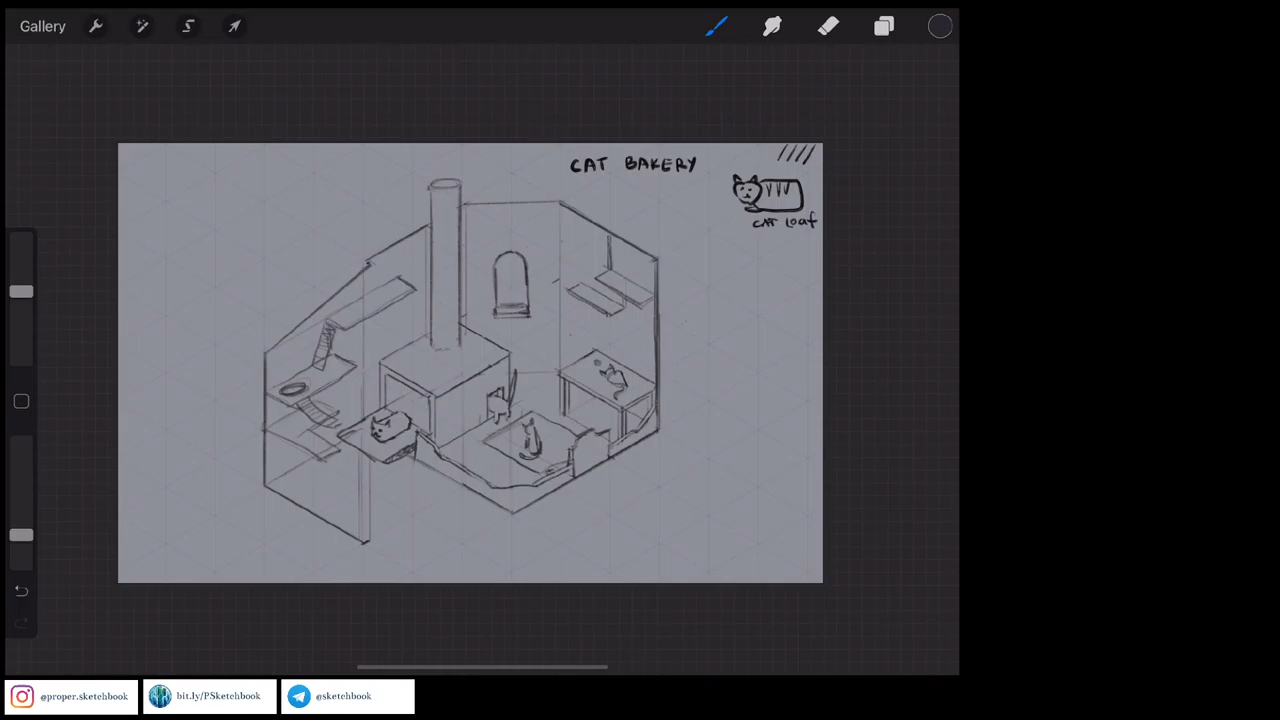 Gallery
CAT BAKERY
CAT Loaf
@proper.sketchbook
bit.ly/PSketchbook
@sketchbook